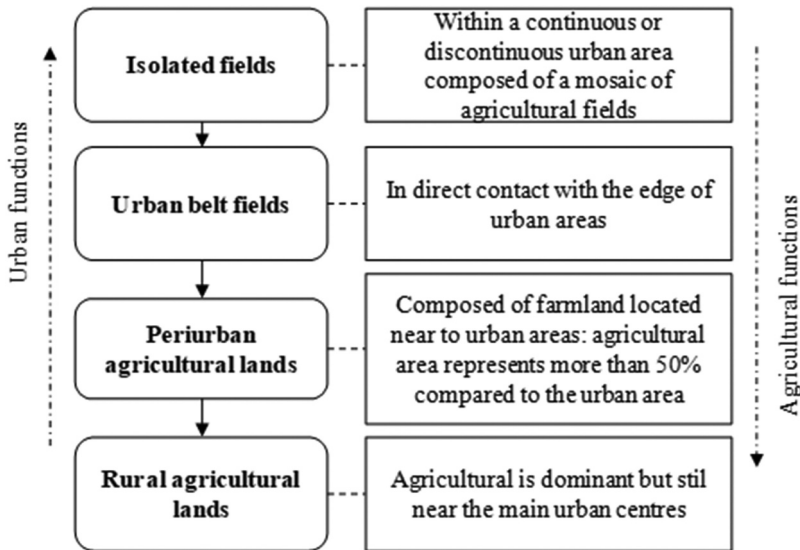 Urban functions
Isolated fields
Within a continuous or
discontinuous urban area
composed of a mosaic of
agricultural fields
Urban belt fields
In direct contact with the edge of
urban areas
Periurban
agricultural lands
Composed of farmland located
near to urban areas: agricultural
area represents more than 50%
compared to the urban area
Rural agricultural
lands
Agricultural is dominant but stil
near the main urban centres
Agricultural functions